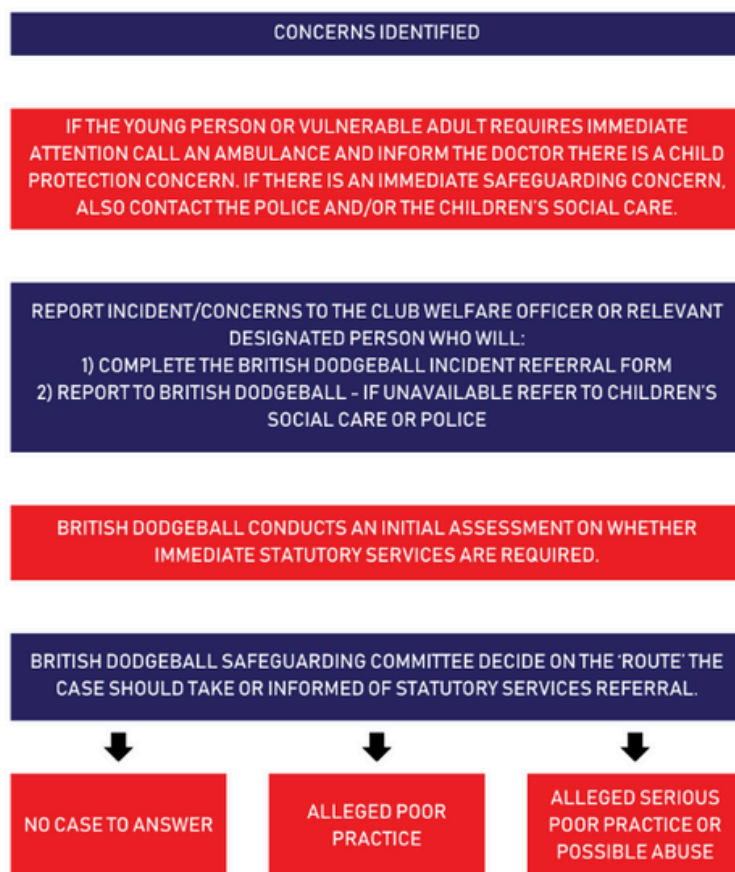 CONCERNS IDENTIFIED
IF THE YOUNG PERSON OR VULNERABLE ADULT REQUIRES IMMEDIATE
ATTENTION CALL AN AMBULANCE AND INFORM THE DOCTOR THERE IS A CHILD
PROTECTION CONCERN. IF THERE IS AN IMMEDIATE SAFEGUARDING CONCERN,
ALSO CONTACT THE POLICE AND/OR THE CHILDREN'S SOCIAL CARE.
REPORT INCIDENT/CONCERNS TO THE CLUB WELFARE OFFICER OR RELEVANT
DESIGNATED PERSON WHO WILL:
1) COMPLETE THE BRITISH DODGEBALL INCIDENT REFERRAL FORM
2) REPORT TO BRITISH DODGEBALL - IF UNAVAILABLE REFER TO CHILDREN'S
SOCIAL CARE OR POLICE
BRITISH DODGEBALL CONDUCTS AN INITIAL ASSESSMENT ON WHETHER
IMMEDIATE STATUTORY SERVICES ARE REQUIRED.
BRITISH DODGEBALL SAFEGUARDING COMMITTEE DECIDE ON THE 'ROUTE' THE
CASE SHOULD TAKE OR INFORMED OF STATUTORY SERVICES REFERRAL.
NO CASE TO ANSWER
ALLEGED POOR
PRACTICE
ALLEGED SERIOUS
POOR PRACTICE OR
POSSIBLE ABUSE